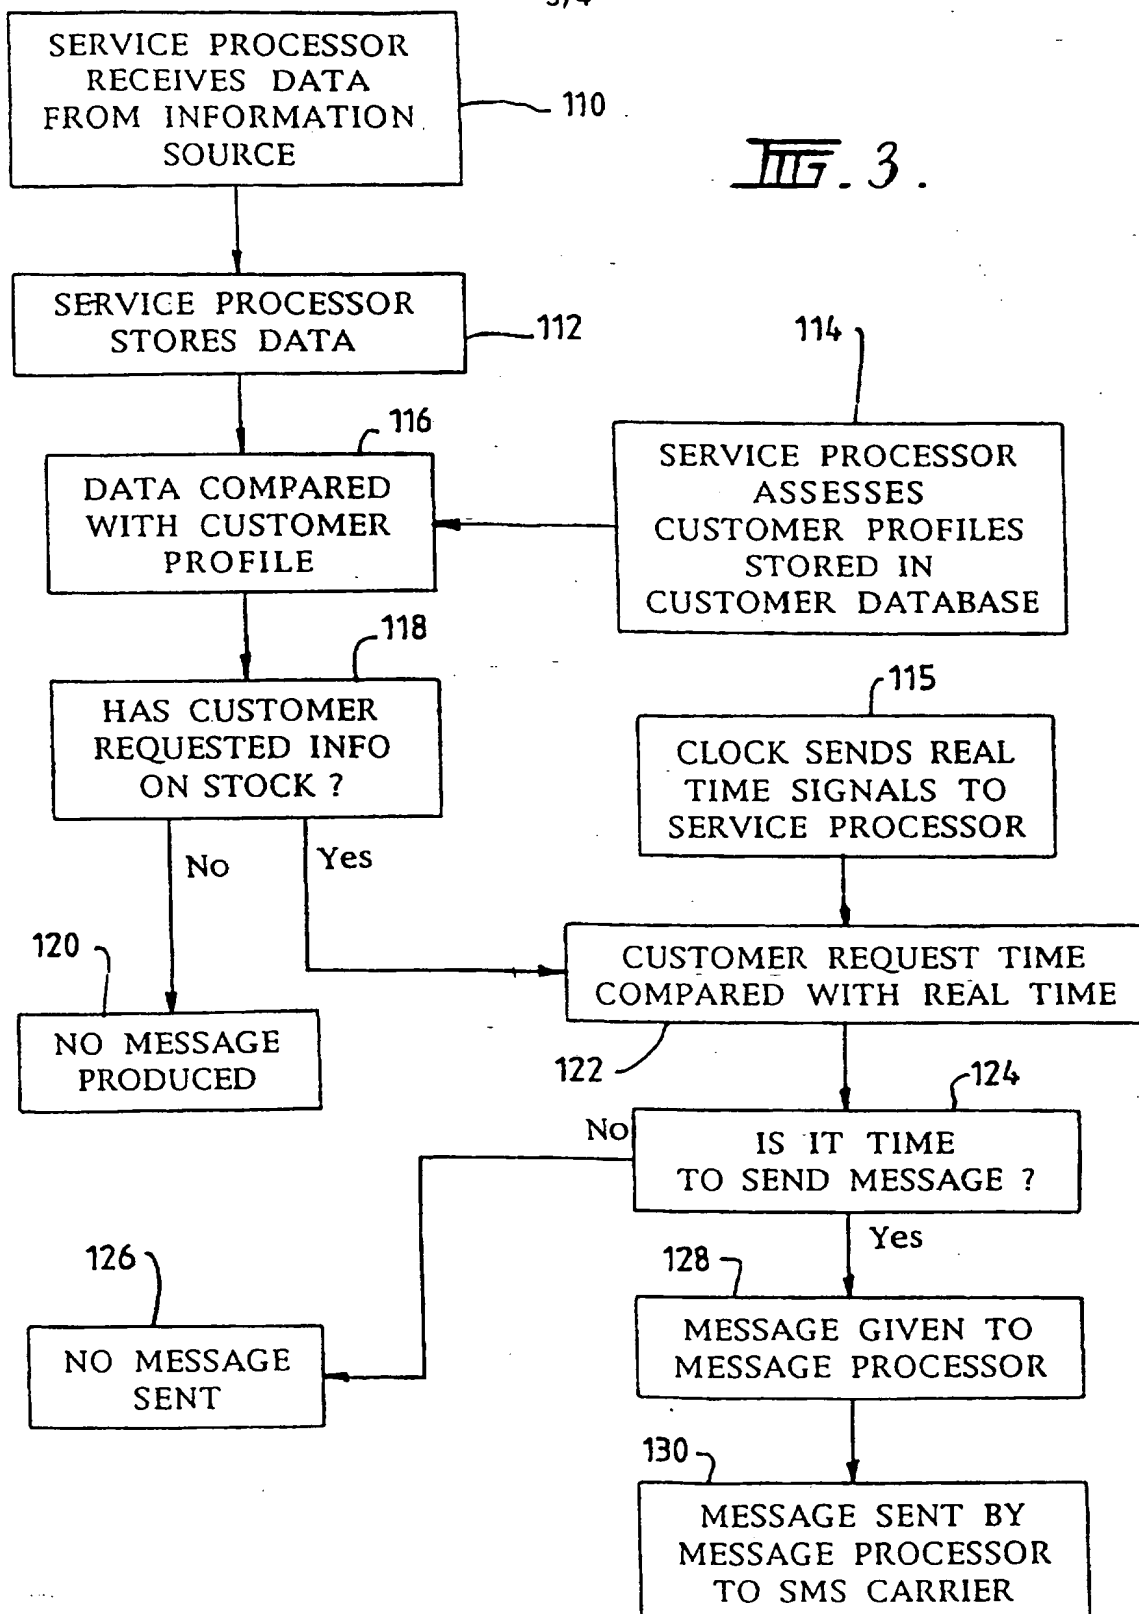 3/4
SERVICE PROCESSOR
RECEIVES DATA
FROM INFORMATION
SOURCE
110
FIG. 3.
SERVICE PROCESSOR
STORES DATA
112
114
116
DATA COMPARED
WITH CUSTOMER
PROFILE
SERVICE PROCESSOR
ASSESSES
CUSTOMER PROFILES
STORED IN
CUSTOMER DATABASE
118
HAS CUSTOMER
REQUESTED INFO
ON STOCK ?
115
CLOCK SENDS REAL
TIME SIGNALS TO
SERVICE PROCESSOR
No
Yes
120
NO MESSAGE
PRODUCED
CUSTOMER REQUEST TIME
COMPARED WITH REAL TIME
122
124
No
IS IT TIME
TO SEND MESSAGE ?
Yes
126
NO MESSAGE
SENT
128
MESSAGE GIVEN TO
MESSAGE PROCESSOR
130
MESSAGE SENT BY
MESSAGE PROCESSOR
TO SMS CARRIER